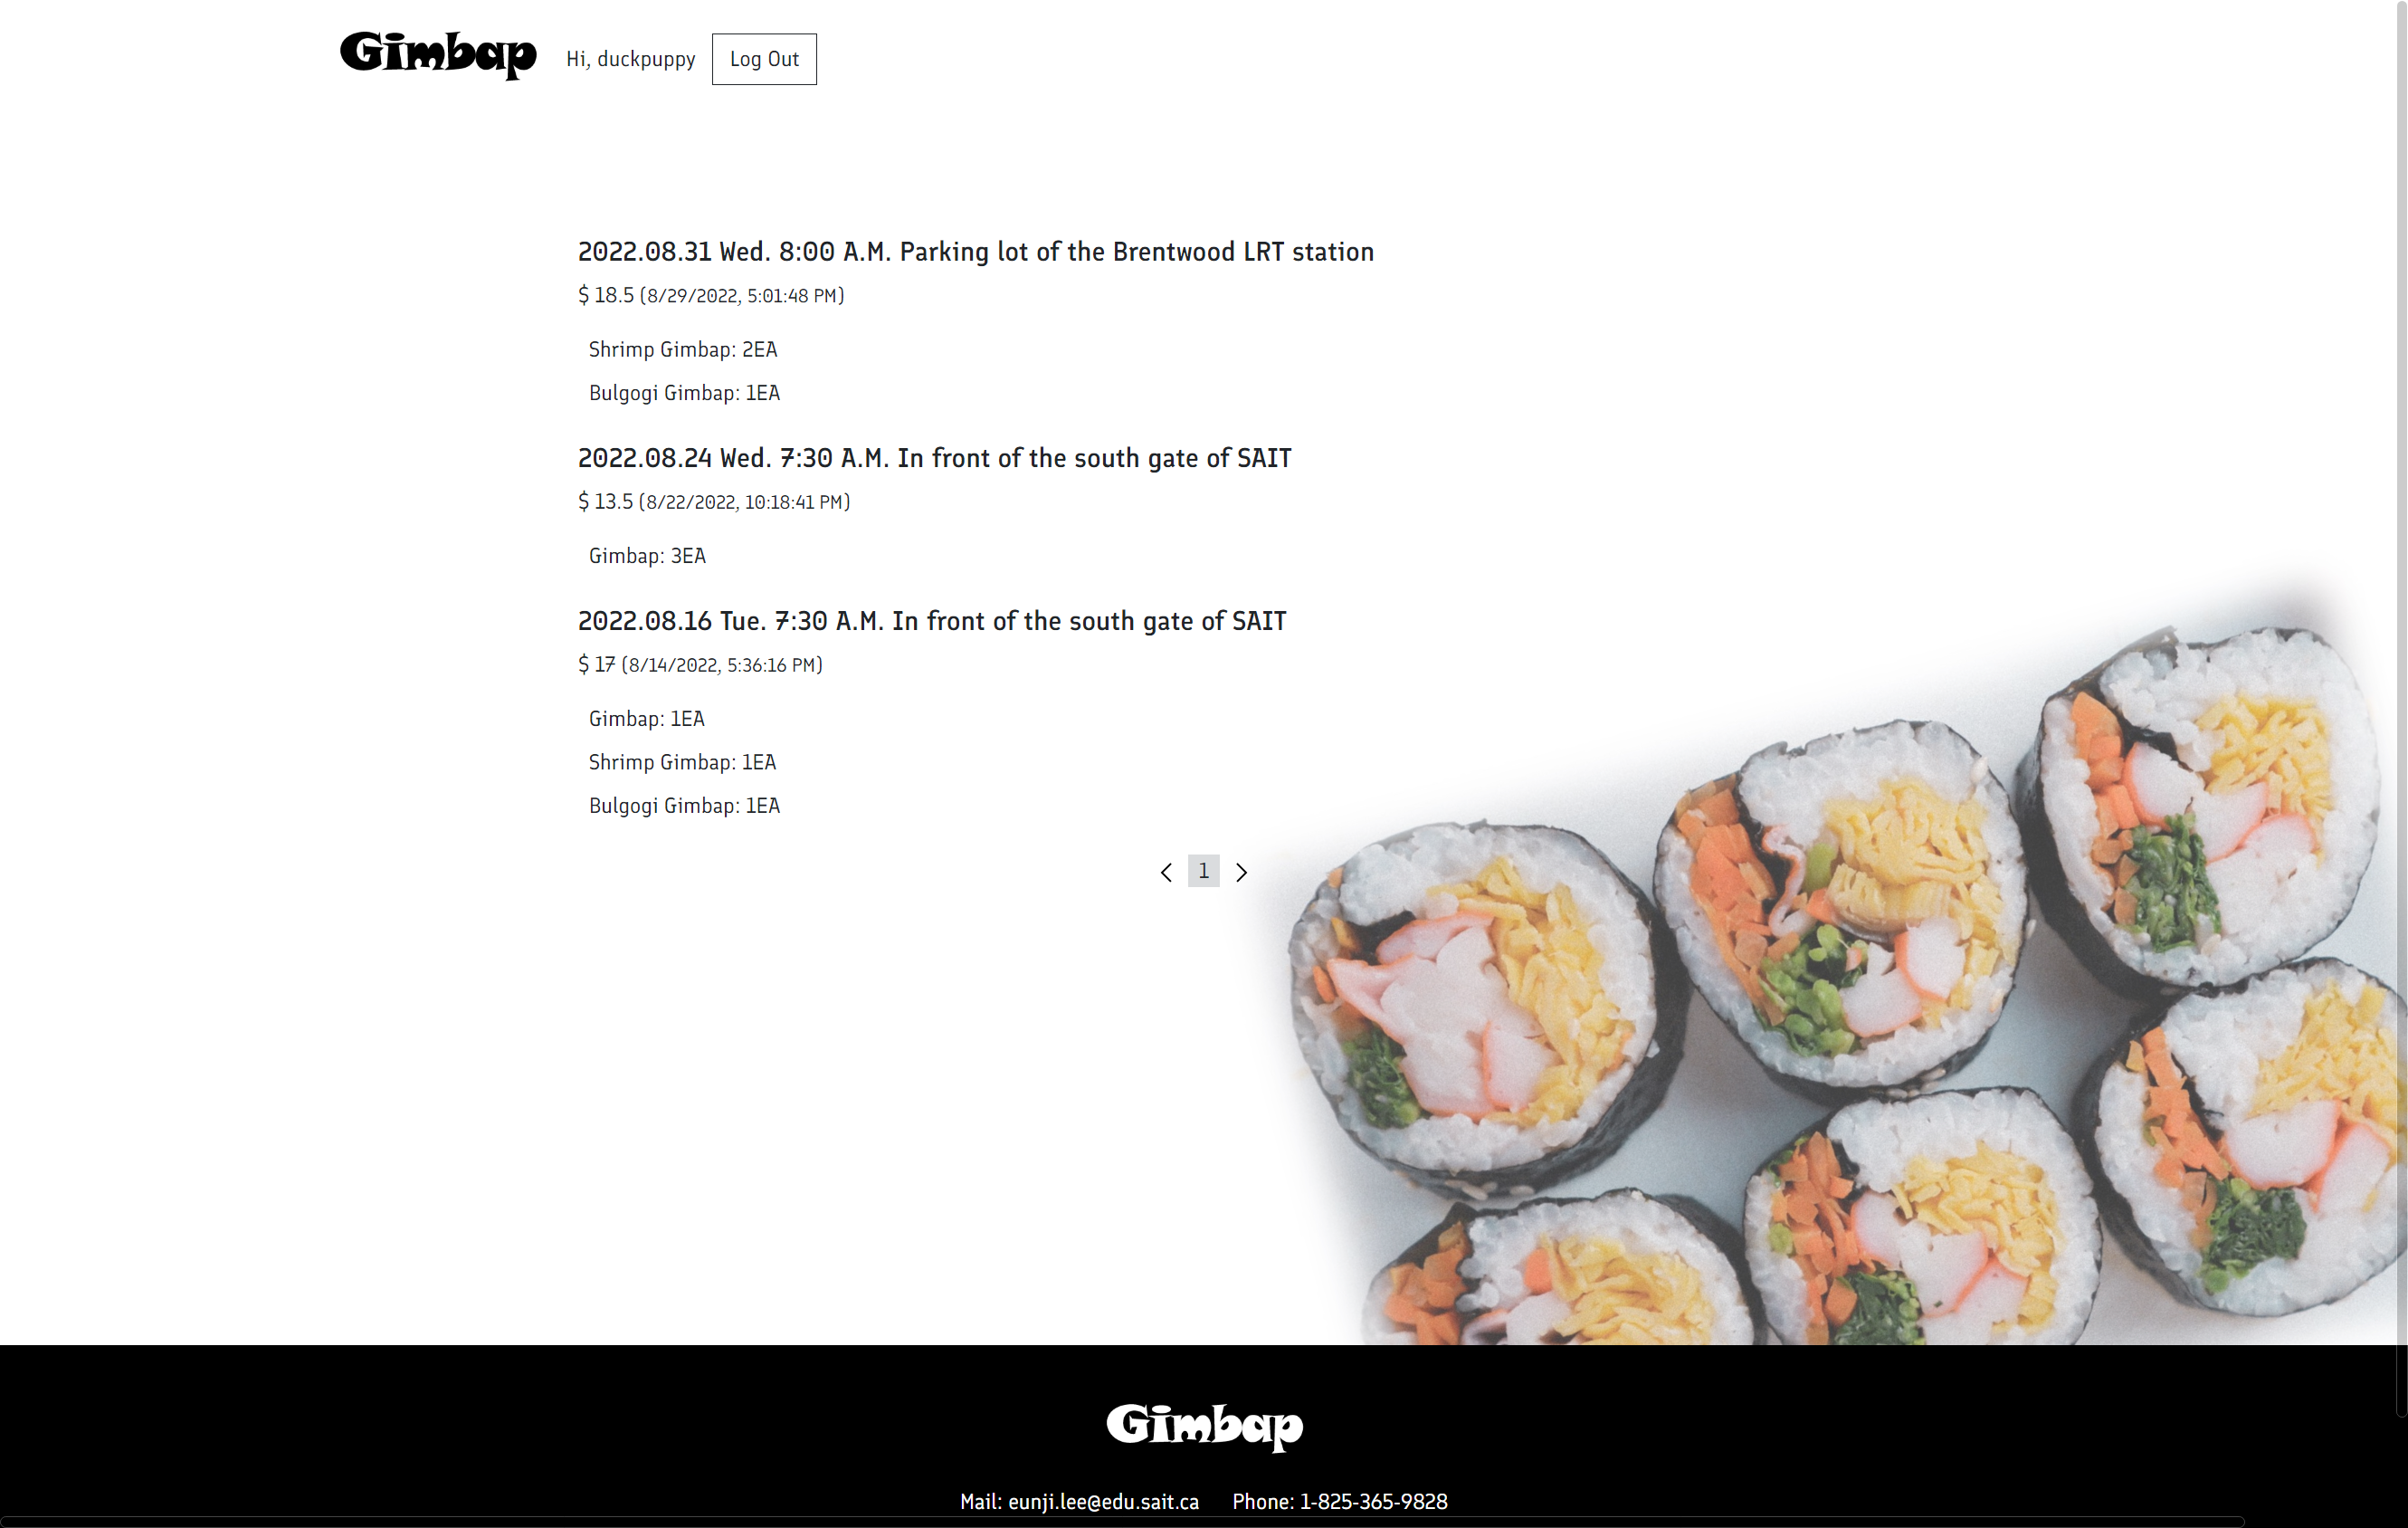 Gimbap Hi, duckpuppy Log Out
2022.08.31 Wed. 8:00 A.M. Parking lot of the Brentwood LRT station
$ 18.5 (8/29/2022, 5:01:48 PM)
Shrimp Gimbap: 2EA
Bulgogi Gimbap: 1EA
2022.08.24 Wed. 7:30 A.M. In front of the south gate of SAIT
$ 13.5 (8/22/2022, 10:18:41 PM)
Gimbap: 3EA
2022.08.16 Tue. 7:30 A.M. In front of the south gate of SAIT
$ 17 (8/14/2022, 5:36:16 PM)
Gimbap: 1EA
Shrimp Gimbap: 1EA
Bulgogi Gimbap: 1EA
1
Gimbap
Mail: eunji.lee@edu.sait.ca Phone: 1-825-365-9828